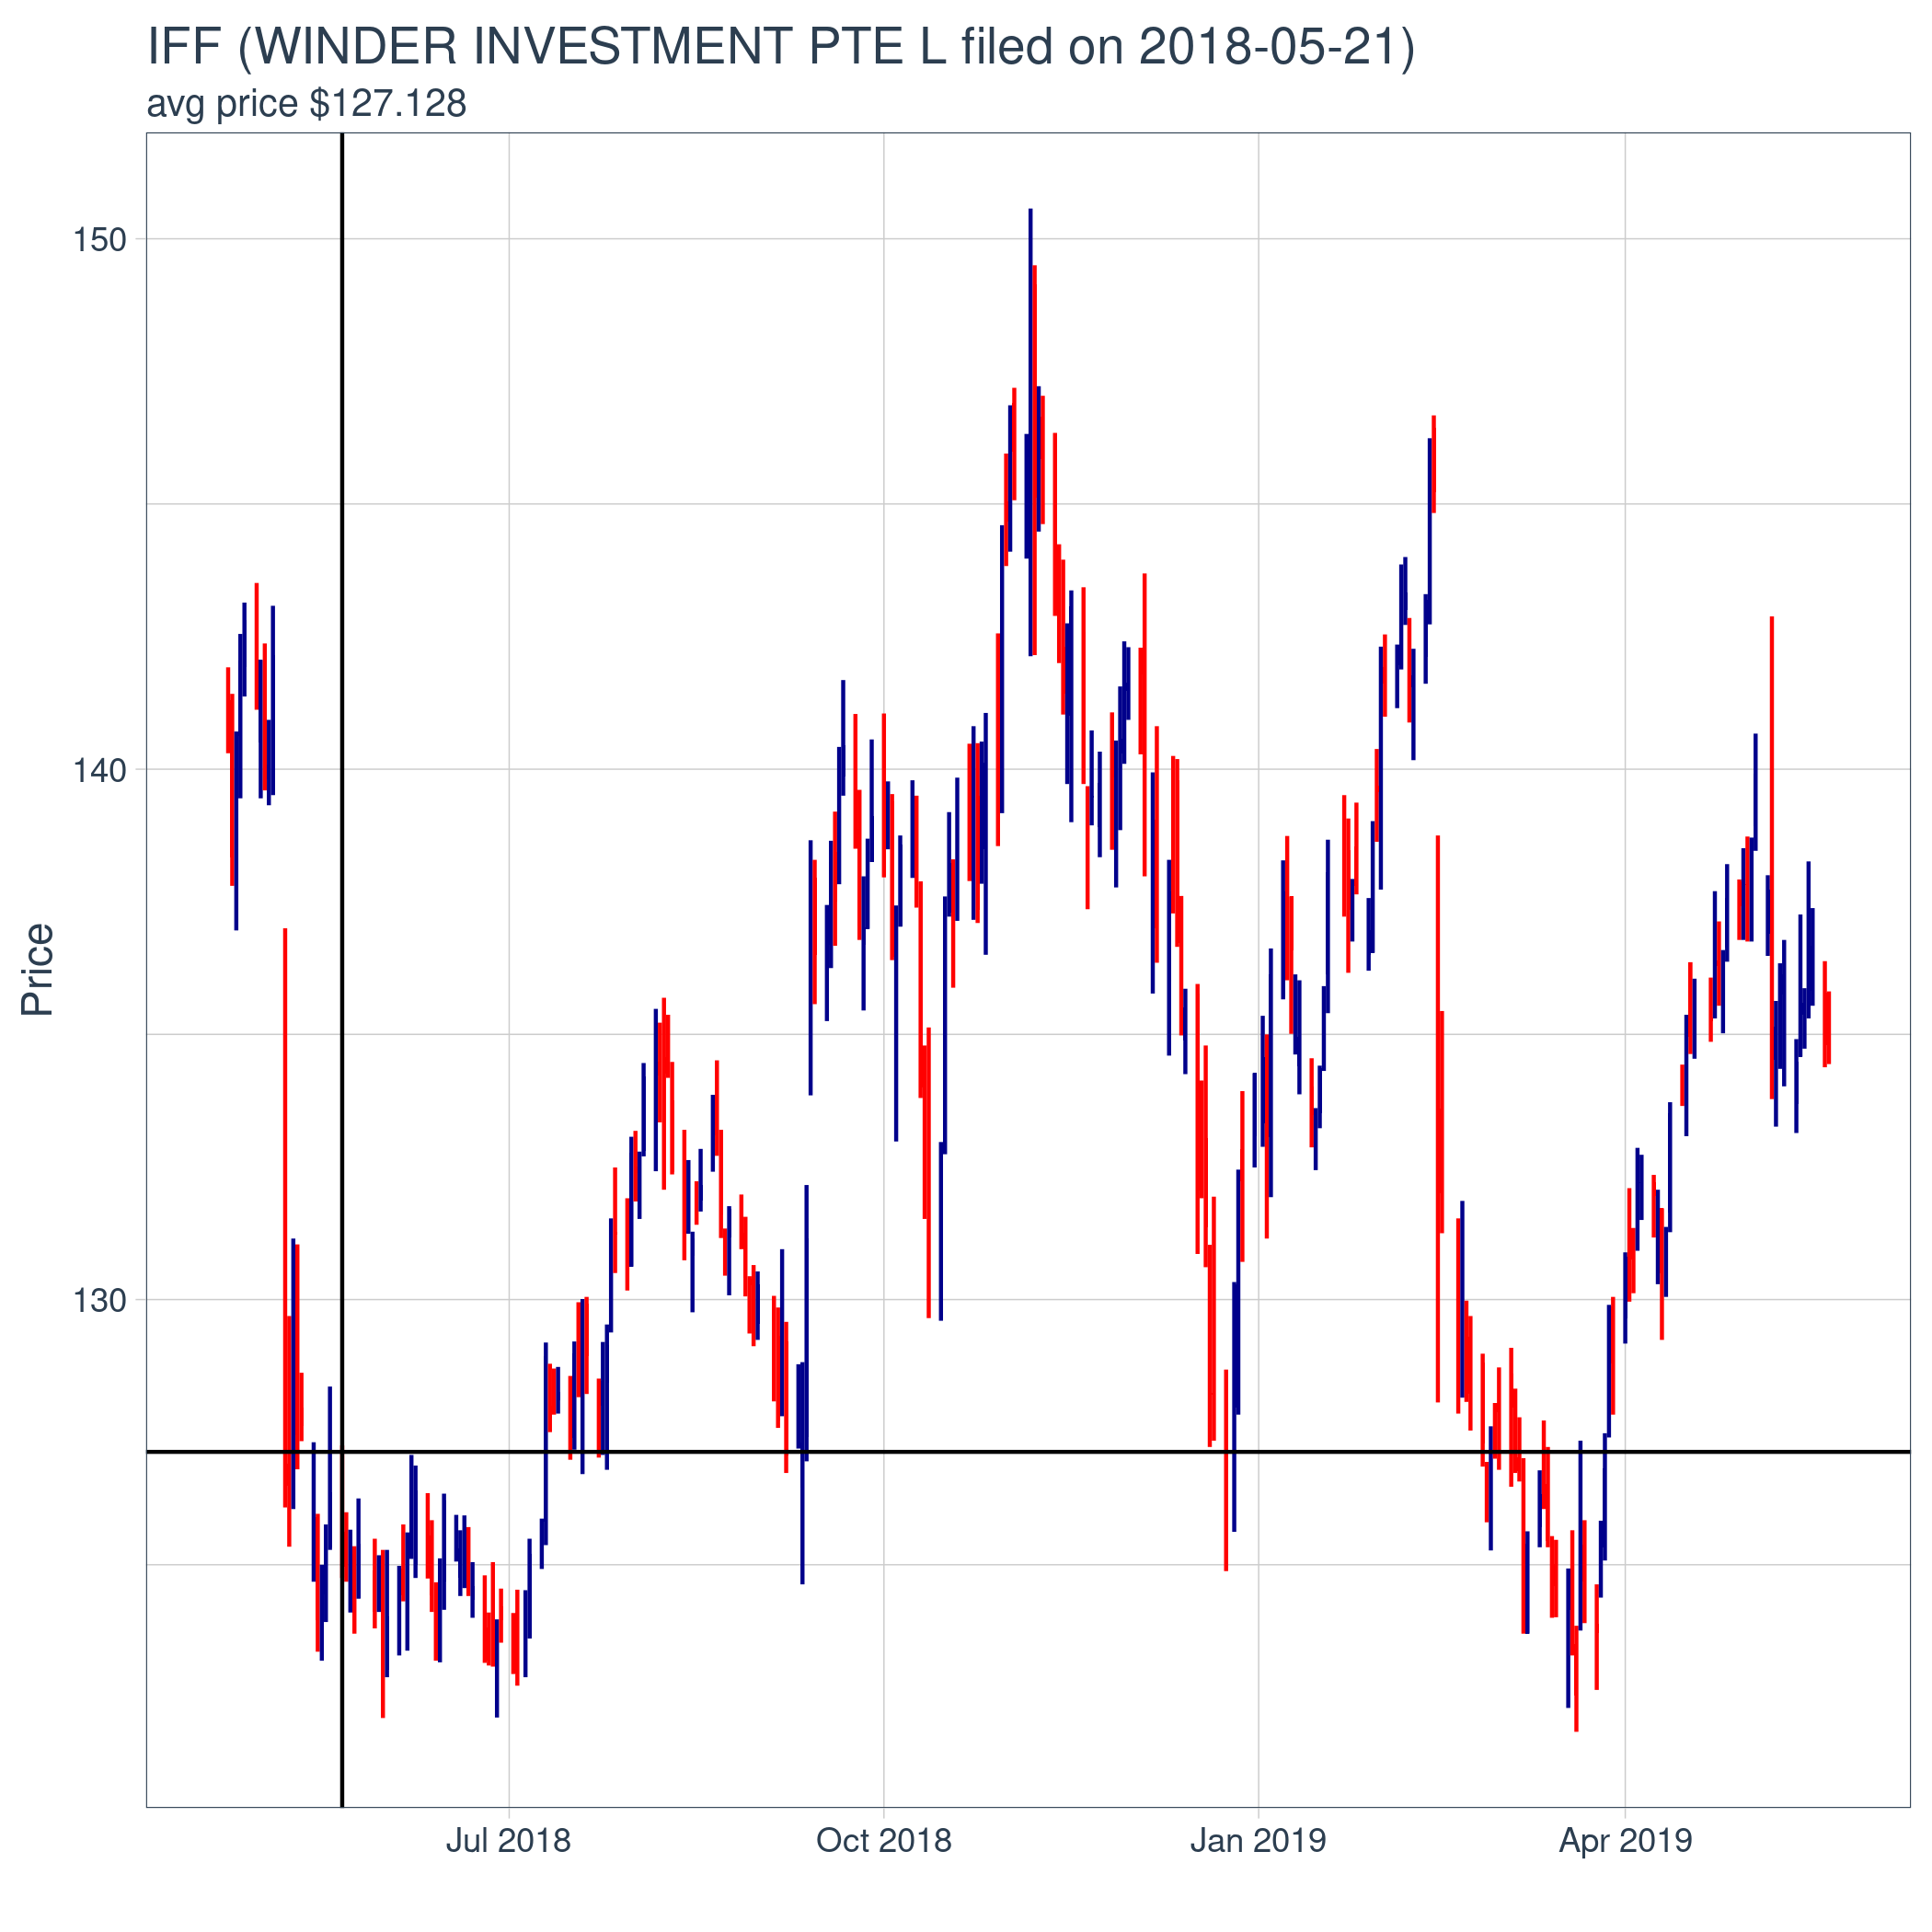 IFF (WINDER INVESTMENT PTE L filed on 2018-05-21)
avg price $127.128
Price
150
140
130
Jul 2018
Oct 2018
Jan 2019
Apr 2019